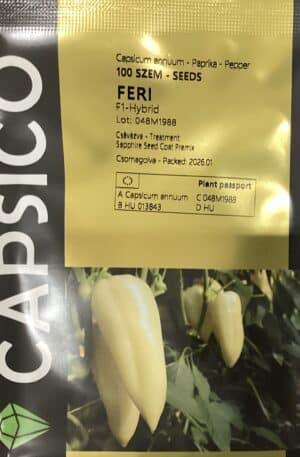 CAPSICO
Capsicum annuum - Paprika - Pepper
100 SZEM - SEEDS
FERI
F1-Hybrid
Lot: 048M1988
Csávázva - Treatment
Sapphire Seed Coat Premix
Csomagolva - Packed: 2026.01
Plant passport
A Capsicum annuum C 048M1988
B HU 013843 D HU